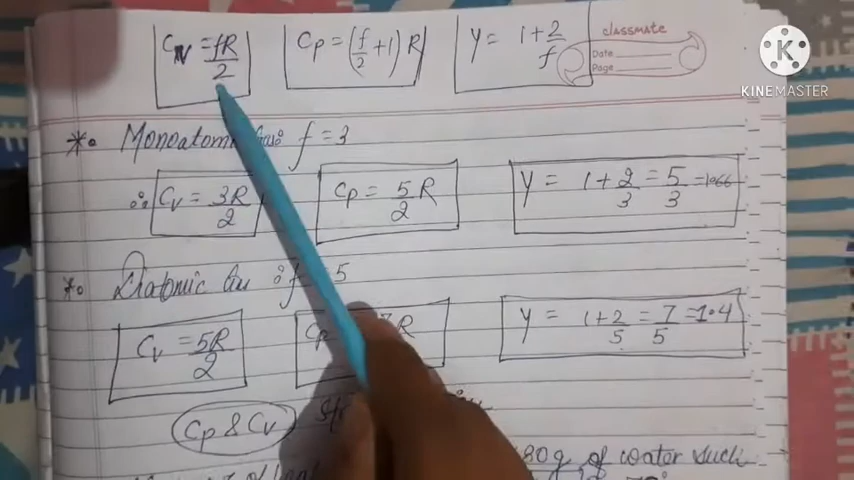 Cv = fR/2 Cp = (f/2 + 1) R γ = 1 + 2/f
classmate
Date
Page
K
KINEMASTER
*. Monoatomic f = 3
∴ Cv = 3R/2 Cp = 5R/2 γ = 1 + 2/3 = 5/3 = 1.66
*. Diatomic Gas : f 5
Cv = 5R/2 Cp R γ = 1 + 2/5 = 7/5 = 1.4
Cp & Cv
80g of water such